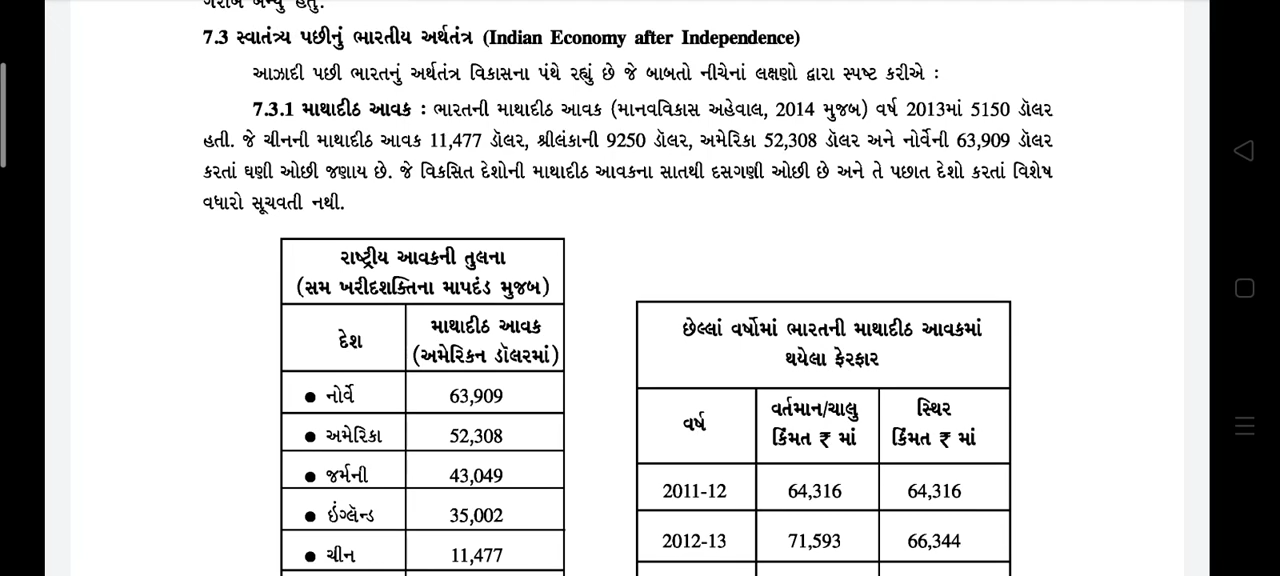 7.3 સ્વાતંત્ર્ય પછીનું ભારતીય અર્થતંત્ર (Indian Economy after Independence)
આઝાદી પછી ભારતનું અર્થતંત્ર વિકાસના પંથે રહ્યું છે જે બાબતો નીચેનાં લક્ષણો દ્વારા સ્પષ્ટ કરીએ :
7.3.1 માથાદીઠ આવક : ભારતની માથાદીઠ આવક (માનવવિકાસ અહેવાલ, 2014 મુજબ) વર્ષ 2013માં 5150 ડૉલર
હતી. જે ચીનની માથાદીઠ આવક 11,477 ડૉલર, શ્રીલંકાની 9250 ડૉલર, અમેરિકા 52,308 ડૉલર અને નોર્વેની 63,909 ડૉલર
કરતાં ઘણી ઓછી જણાય છે. જે વિકસિત દેશોની માથાદીઠ આવકના સાતથી દસગણી ઓછી છે અને તે પછાત દેશો કરતાં વિશેષ
વધારો સૂચવતી નથી.
રાષ્ટ્રીય આવકની તુલના
(સમ ખરીદશક્તિના માપદંડ મુજબ)
દેશ માથાદીઠ આવક
(અમેરિકન ડૉલરમાં)
● નોર્વે 63,909
● અમેરિકા 52,308
● જર્મની 43,049
● ઇંગ્લૅન્ડ 35,002
● ચીન 11,477
છેલ્લાં વર્ષોમાં ભારતની માથાદીઠ આવકમાં
થયેલા ફેરફાર
વર્ષ વર્તમાન/ચાલુ કિંમત ₹ માં સ્થિર કિંમત ₹ માં
2011-12 64,316 64,316
2012-13 71,593 66,344